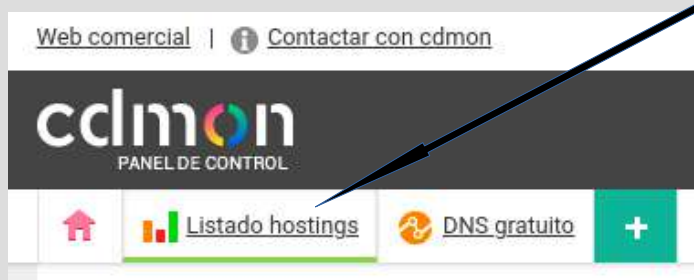 Web comercial | Contactar con cdmon
cdmon
PANEL DE CONTROL
Listado hostings
DNS gratuito
+